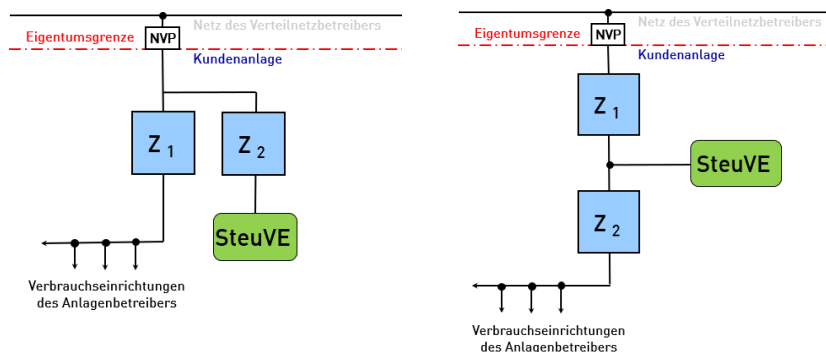 Netz des Verteilnetzbetreibers
Eigentumsgrenze
NVP
Kundenanlage
Z 1
Z 2
SteuVE
Verbrauchseinrichtungen
des Anlagenbetreibers
Netz des Verteilnetzbetreibers
Eigentumsgrenze
NVP
Kundenanlage
Z 1
SteuVE
Z 2
Verbrauchseinrichtungen
des Anlagenbetreibers